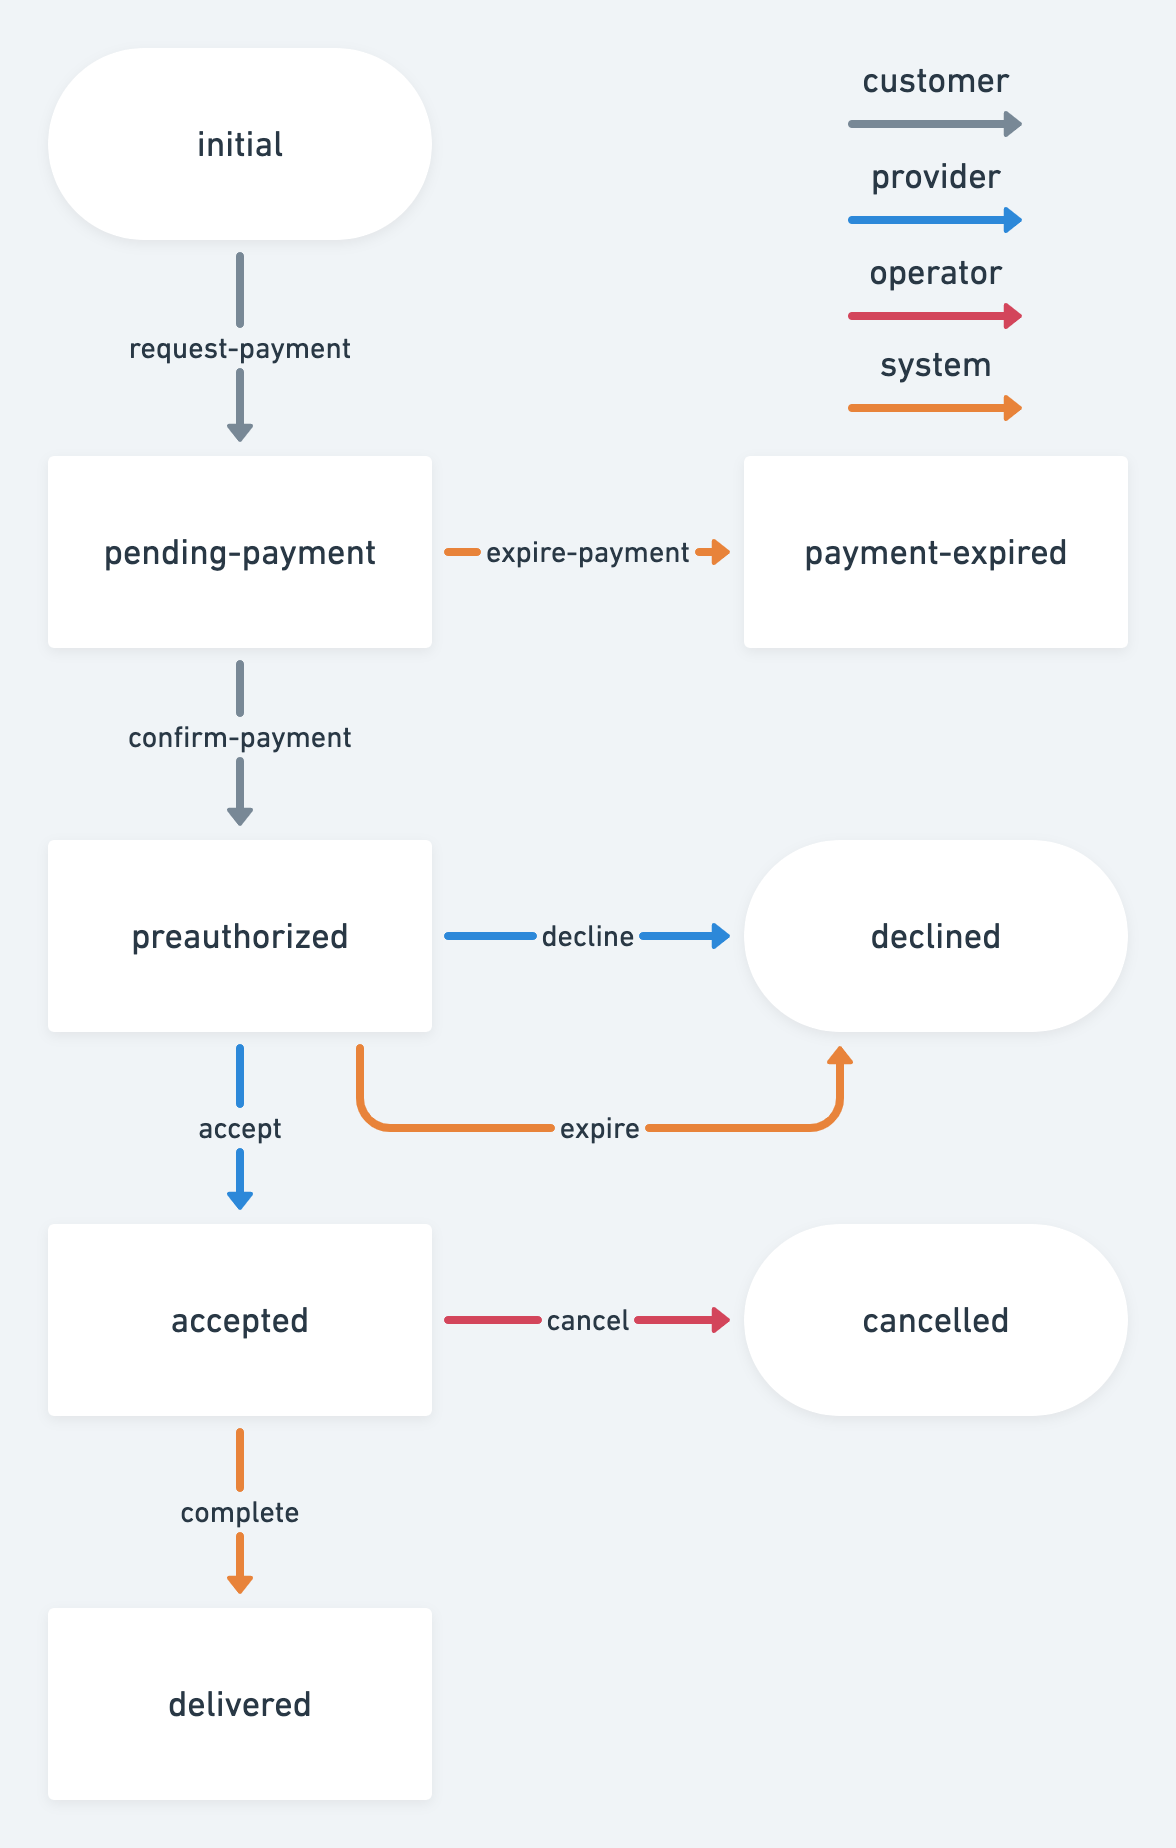 initial
customer
provider
operator
system
request-payment
pending-payment
expire-payment
payment-expired
confirm-payment
preauthorized
decline
declined
accept
expire
accepted
cancel
cancelled
complete
delivered